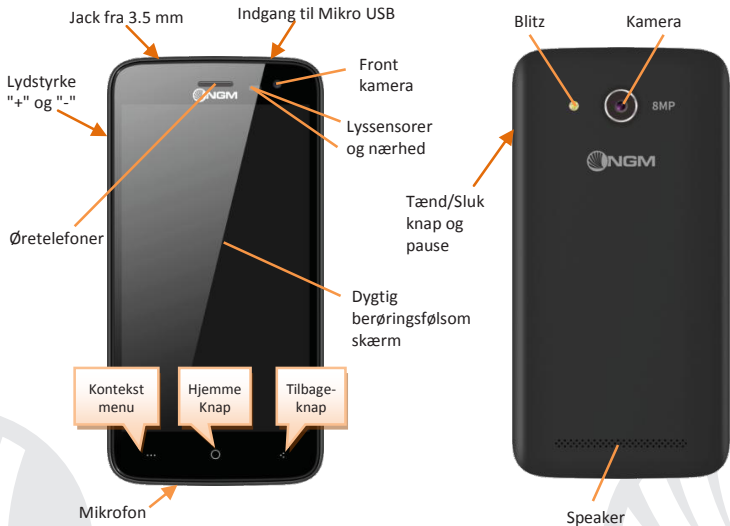 Jack fra 3.5 mm
Indgang til Mikro USB
Lydstyrke
"+" og "-"
Front
kamera
NGM
Lyssensorer
og nærhed
Øretelefoner
Dygtig
berøringsfølsom
skærm
Kontekst
menu
Hjemme
Knap
Tilbage-
knap
Mikrofon
Blitz
Kamera
8MP
NGM
Tænd/Sluk
knap og
pause
Speaker